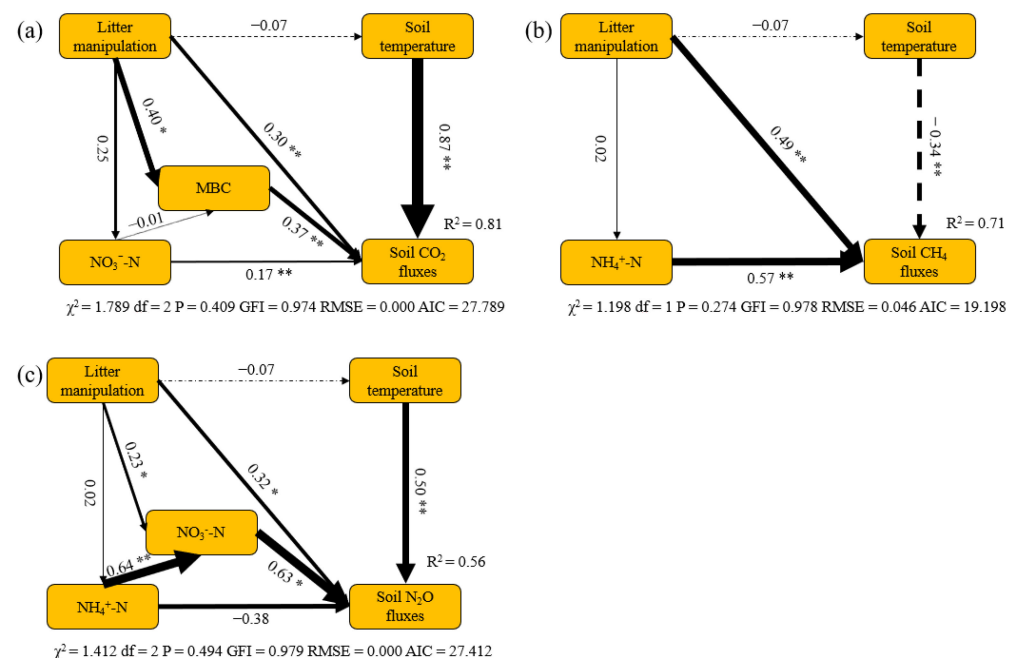 (a)
Litter
manipulation
−0.07
Soil
temperature
0.40 *
0.30 **
0.87 **
0.25
MBC
−0.01
0.37 **
R² = 0.81
NO₃⁻-N
0.17 **
Soil CO₂
fluxes
χ² = 1.789 df = 2 P = 0.409 GFI = 0.974 RMSE = 0.000 AIC = 27.789
(b)
Litter
manipulation
−0.07
Soil
temperature
0.02
0.49 **
−0.34 **
R² = 0.71
NH₄⁺-N
0.57 **
Soil CH₄
fluxes
χ² = 1.198 df = 1 P = 0.274 GFI = 0.978 RMSE = 0.046 AIC = 19.198
(c)
Litter
manipulation
−0.07
Soil
temperature
0.23 *
0.32 *
0.50 **
0.02
NO₃⁻-N
0.64 **
0.63 *
R² = 0.56
NH₄⁺-N
−0.38
Soil N₂O
fluxes
χ² = 1.412 df = 2 P = 0.494 GFI = 0.979 RMSE = 0.000 AIC = 27.412